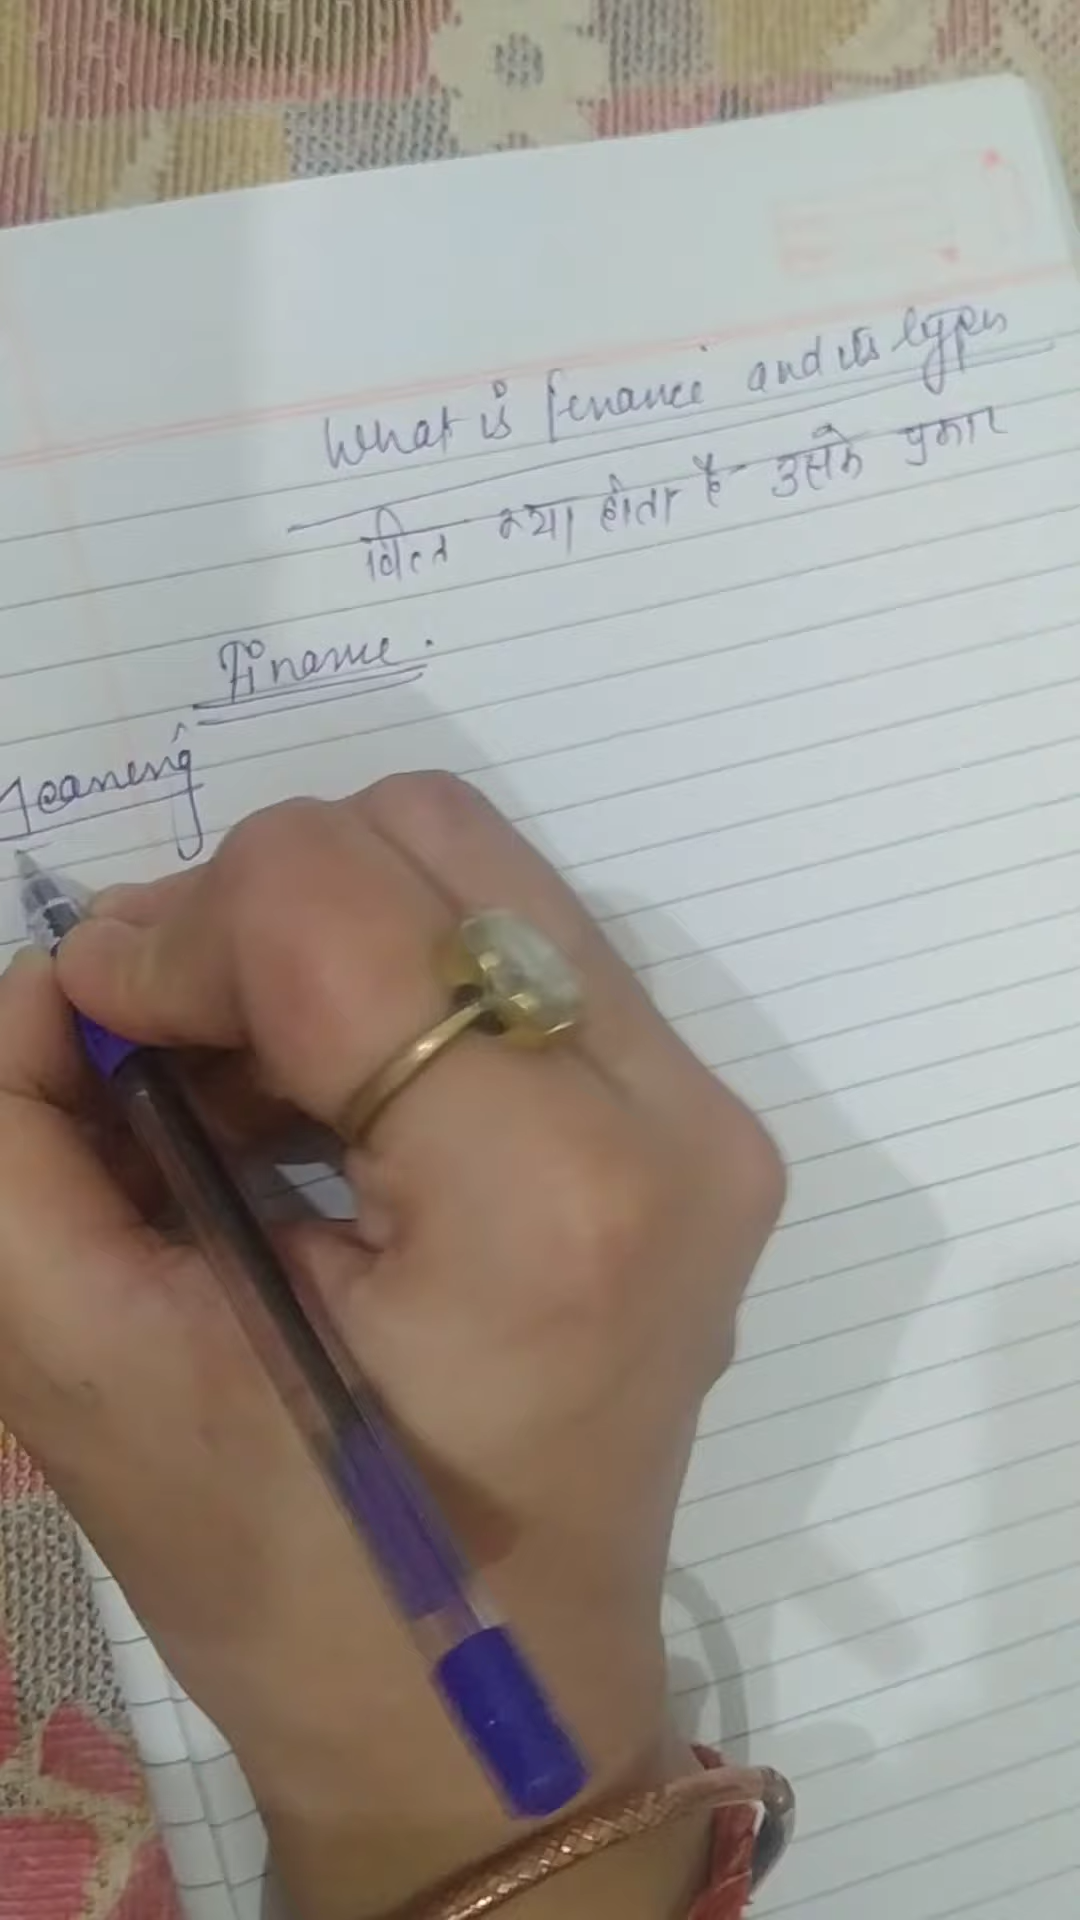 What is finance and its types
वित्त क्या होता है उसके प्रकार
Finance.
Meaning